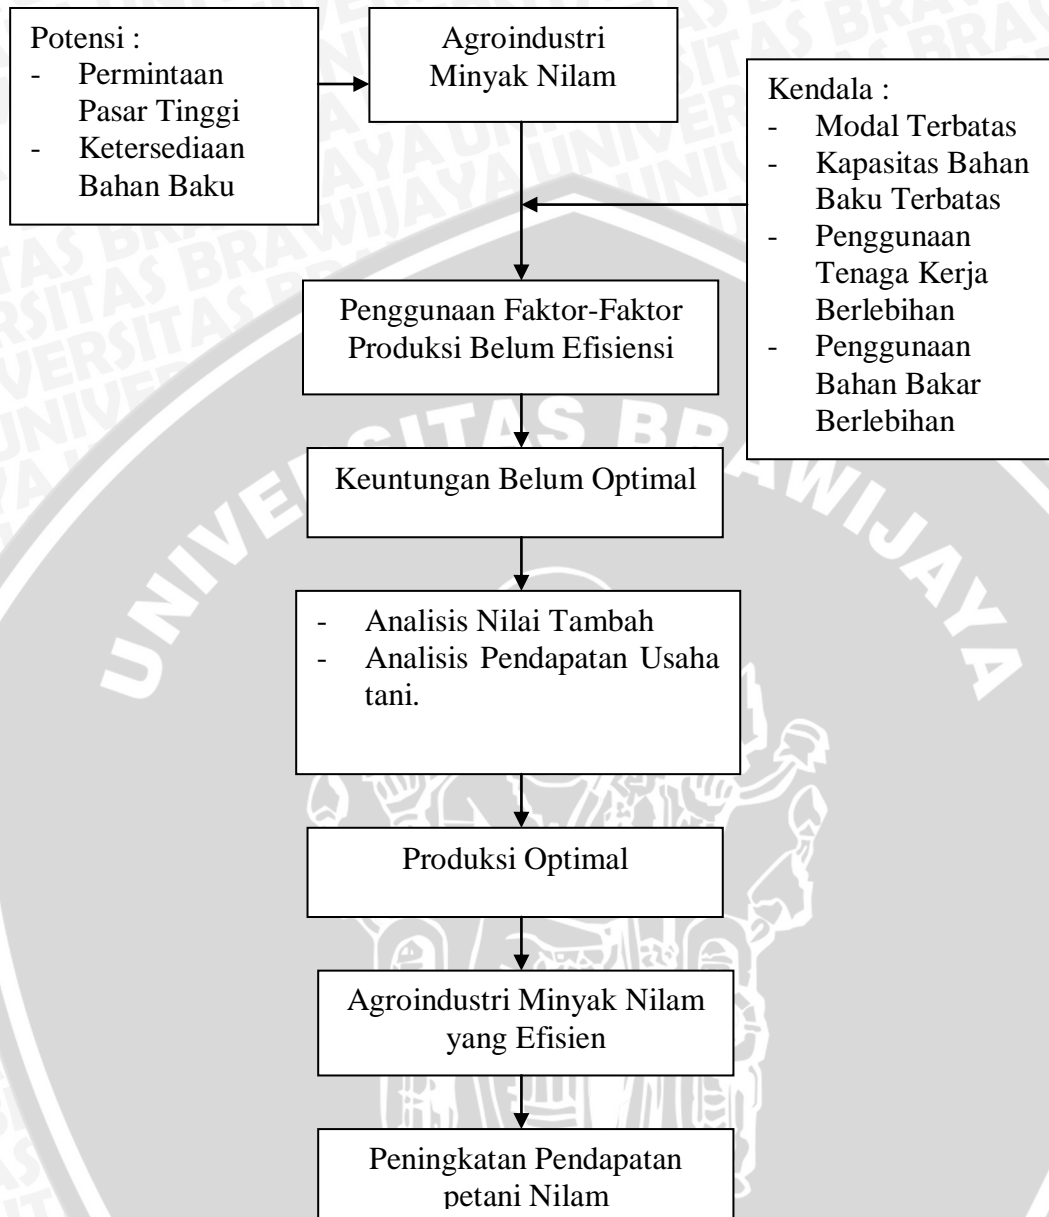 Potensi :
- Permintaan
Pasar Tinggi
- Ketersediaan
Bahan Baku
Agroindustri
Minyak Nilam
Kendala :
- Modal Terbatas
- Kapasitas Bahan
Baku Terbatas
- Penggunaan
Tenaga Kerja
Berlebihan
- Penggunaan
Bahan Bakar
Berlebihan
Penggunaan Faktor-Faktor
Produksi Belum Efisiensi
Keuntungan Belum Optimal
- Analisis Nilai Tambah
- Analisis Pendapatan Usaha
tani.
Produksi Optimal
Agroindustri Minyak Nilam
yang Efisien
Peningkatan Pendapatan
petani Nilam
UNIVERSITAS BRAWIJAYA